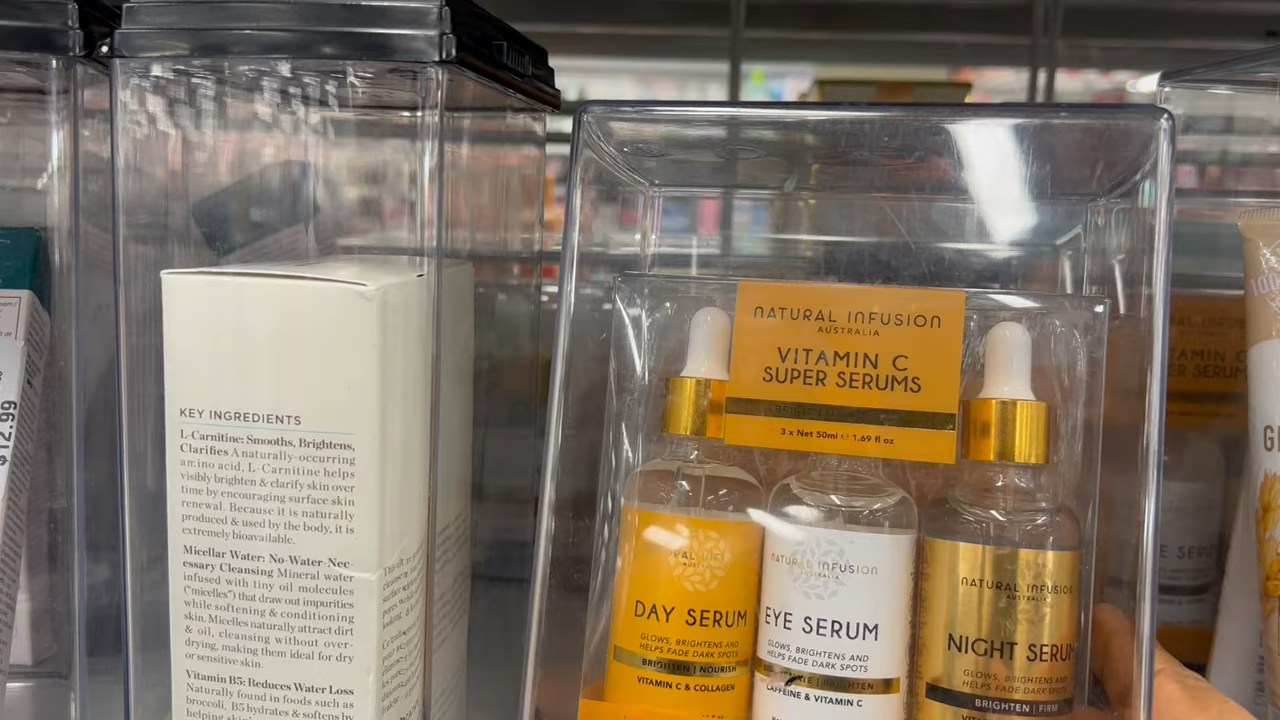 $12.99
KEY INGREDIENTS
L-Carnitine: Smooths, Brightens,
Clarifies A naturally-occurring
amino acid, L-Carnitine helps
visibly brighten & clarify skin over
time by encouraging surface skin
renewal. Because it is naturally
produced & used by the body, it is
extremely bioavailable.
Micellar Water: No-Water-Nec-
essary Cleansing Mineral water
infused with tiny oil molecules
("micelles") that draw out impurities
while softening & conditioning
skin. Micelles naturally attract dirt
& oil, cleansing without over-
drying, making them ideal for dry
or sensitive skin.
Vitamin B5: Reduces Water Loss
Naturally found in foods such as
broccoli, B5 hydrates & softens by
helping
NATURAL INFUSION
AUSTRALIA
VITAMIN C
SUPER SERUMS
3 x Net 50ml e 1.69 fl oz
DAY SERUM
GLOWS, BRIGHTENS AND
HELPS FADE DARK SPOTS
BRIGHTEN | NOURISH
VITAMIN C & COLLAGEN
NATURAL INFUSION
EYE SERUM
GLOWS, BRIGHTENS AND
HELPS FADE DARK SPOTS
CAFFEINE & VITAMIN C
NATURAL INFUSION
AUSTRALIA
NIGHT SERUM
GLOWS, BRIGHTENS AND
HELPS FADE DARK SPOTS
BRIGHTEN | FIRM